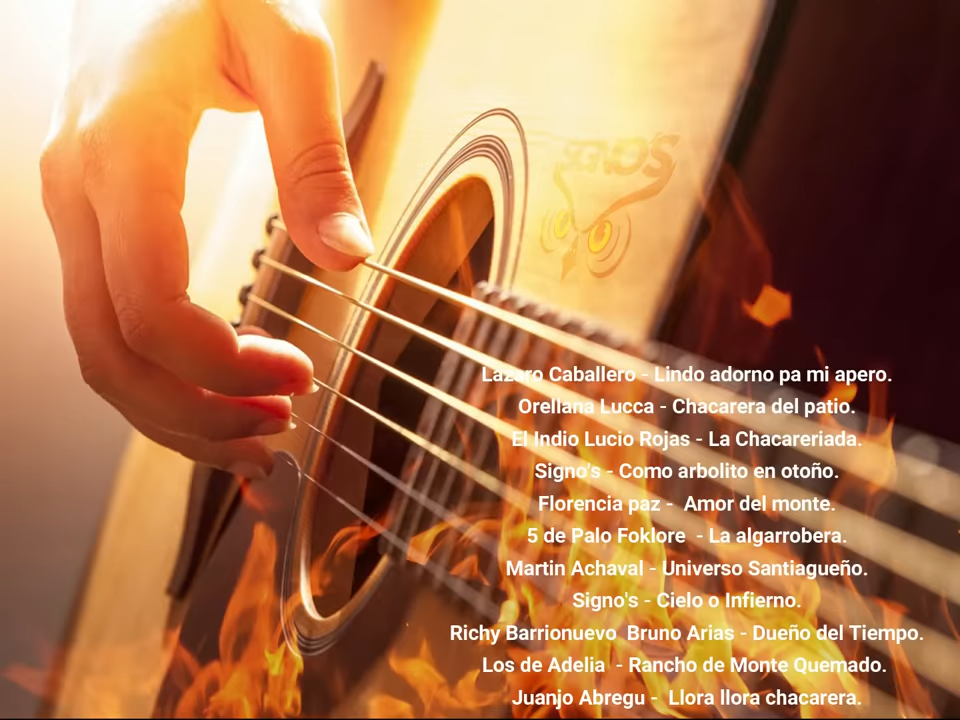 SIGNO'S
Lazaro Caballero - Lindo adorno pa mi apero.
Orellana Lucca - Chacarera del patio.
El Indio Lucio Rojas - La Chacareriada.
Signo's - Como arbolito en otoño.
Florencia paz -  Amor del monte.
5 de Palo Foklore  - La algarrobera.
Martin Achaval - Universo Santiagueño.
Signo's - Cielo o Infierno.
Richy Barrionuevo  Bruno Arias - Dueño del Tiempo.
Los de Adelia  - Rancho de Monte Quemado.
Juanjo Abregu -  Llora llora chacarera.